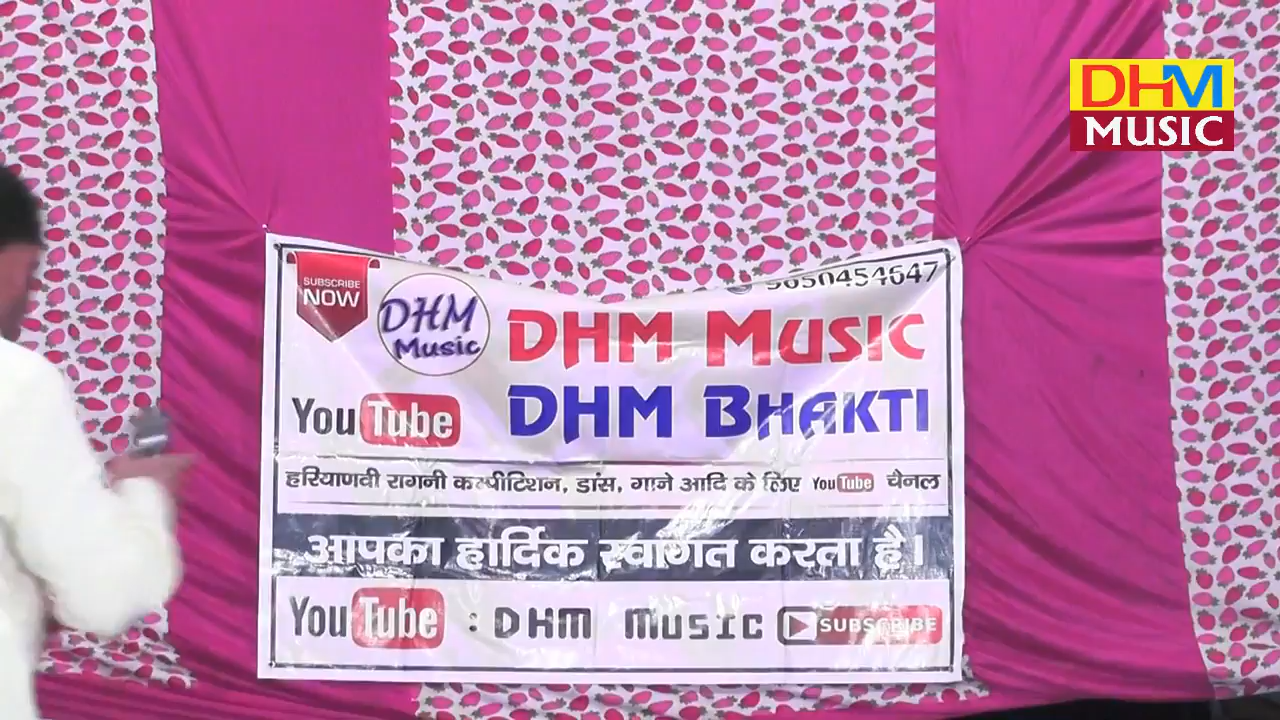 DHM
MUSIC
9650454647
SUBSCRIBE
NOW
DHM
Music
DHM MUSIC
YouTube
DHM BHAKTI
हरियाणवी रागनी कम्पीटिशन, डांस, गाने आदि के लिए YouTube चैनल
आपका हार्दिक स्वागत करता है।
YouTube : DHM MUSIC SUBSCRIBE